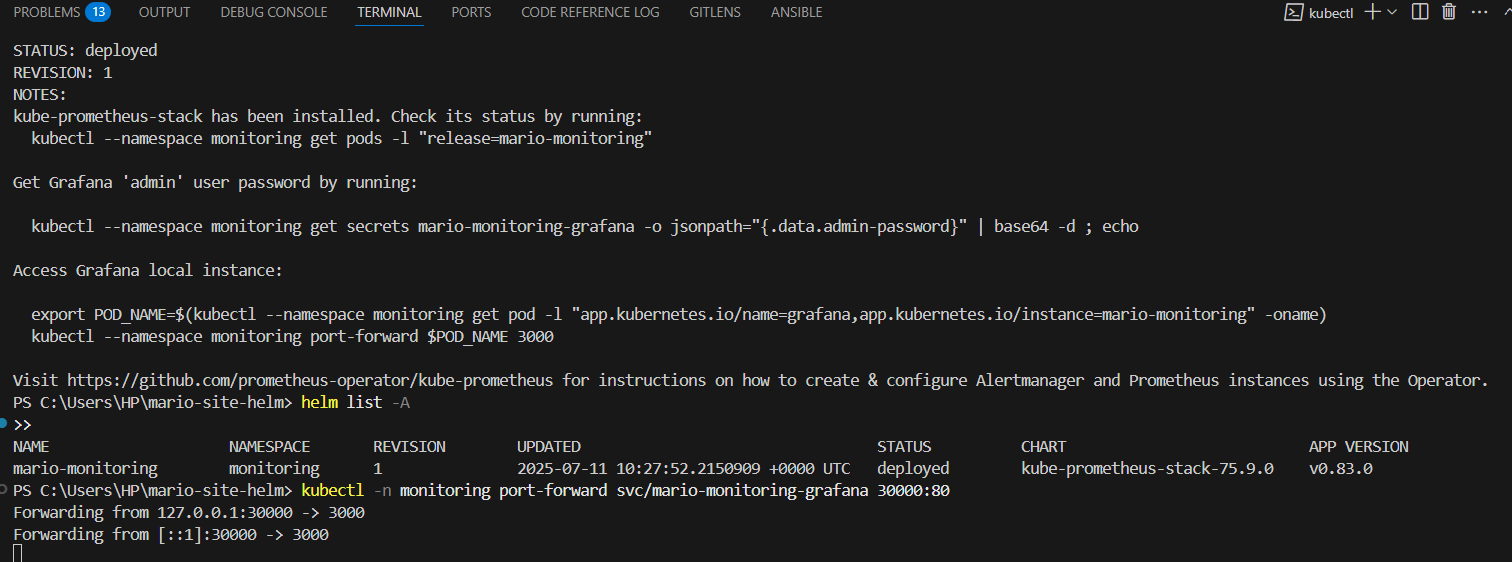 PROBLEMS 13 OUTPUT DEBUG CONSOLE TERMINAL PORTS CODE REFERENCE LOG GITLENS ANSIBLE kubectl
STATUS: deployed
REVISION: 1
NOTES:
kube-prometheus-stack has been installed. Check its status by running:
  kubectl --namespace monitoring get pods -l "release=mario-monitoring"

Get Grafana 'admin' user password by running:

  kubectl --namespace monitoring get secrets mario-monitoring-grafana -o jsonpath="{.data.admin-password}" | base64 -d ; echo

Access Grafana local instance:

  export POD_NAME=$(kubectl --namespace monitoring get pod -l "app.kubernetes.io/name=grafana,app.kubernetes.io/instance=mario-monitoring" -oname)
  kubectl --namespace monitoring port-forward $POD_NAME 3000

Visit https://github.com/prometheus-operator/kube-prometheus for instructions on how to create & configure Alertmanager and Prometheus instances using the Operator.
PS C:\Users\HP\mario-site-helm> helm list -A
>>
NAME NAMESPACE REVISION UPDATED STATUS CHART APP VERSION
mario-monitoring monitoring 1 2025-07-11 10:27:52.2150909 +0000 UTC deployed kube-prometheus-stack-75.9.0 v0.83.0
PS C:\Users\HP\mario-site-helm> kubectl -n monitoring port-forward svc/mario-monitoring-grafana 30000:80
Forwarding from 127.0.0.1:30000 -> 3000
Forwarding from [::1]:30000 -> 3000